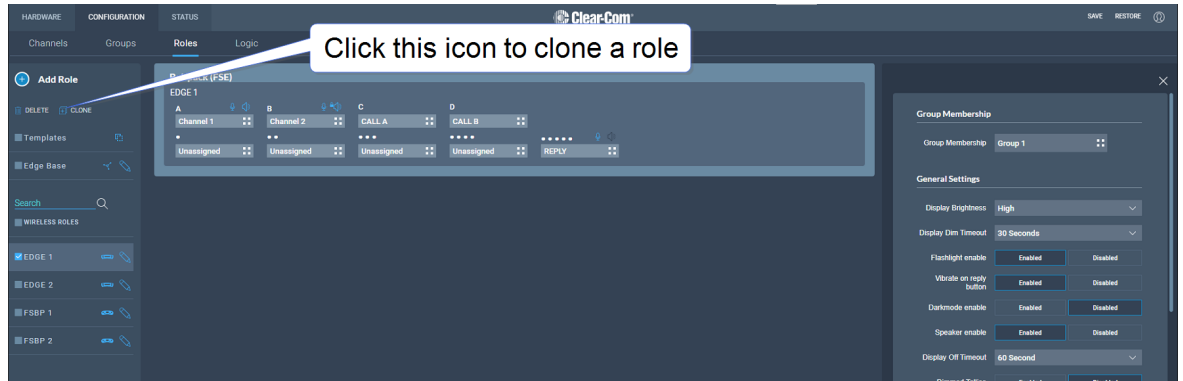 HARDWARE CONFIGURATION STATUS Clear-Com SAVE RESTORE
Channels Groups Roles Logic
Click this icon to clone a role
Add Role
DELETE CLONE
Templates
Edge Base
Search
WIRELESS ROLES
EDGE 1
EDGE 2
FSBP 1
FSBP 2
(FSE)
EDGE 1
A B C D
Channel 1 Channel 2 CALL A CALL B
Unassigned Unassigned Unassigned Unassigned REPLY
Group Membership
Group Membership Group 1
General Settings
Display Brightness High
Display Dim Timeout 30 Seconds
Flashlight enable Enabled Disabled
Vibrate on reply
button Enabled Disabled
Darkmode enable Enabled Disabled
Speaker enable Enabled Disabled
Display Off Timeout 60 Second